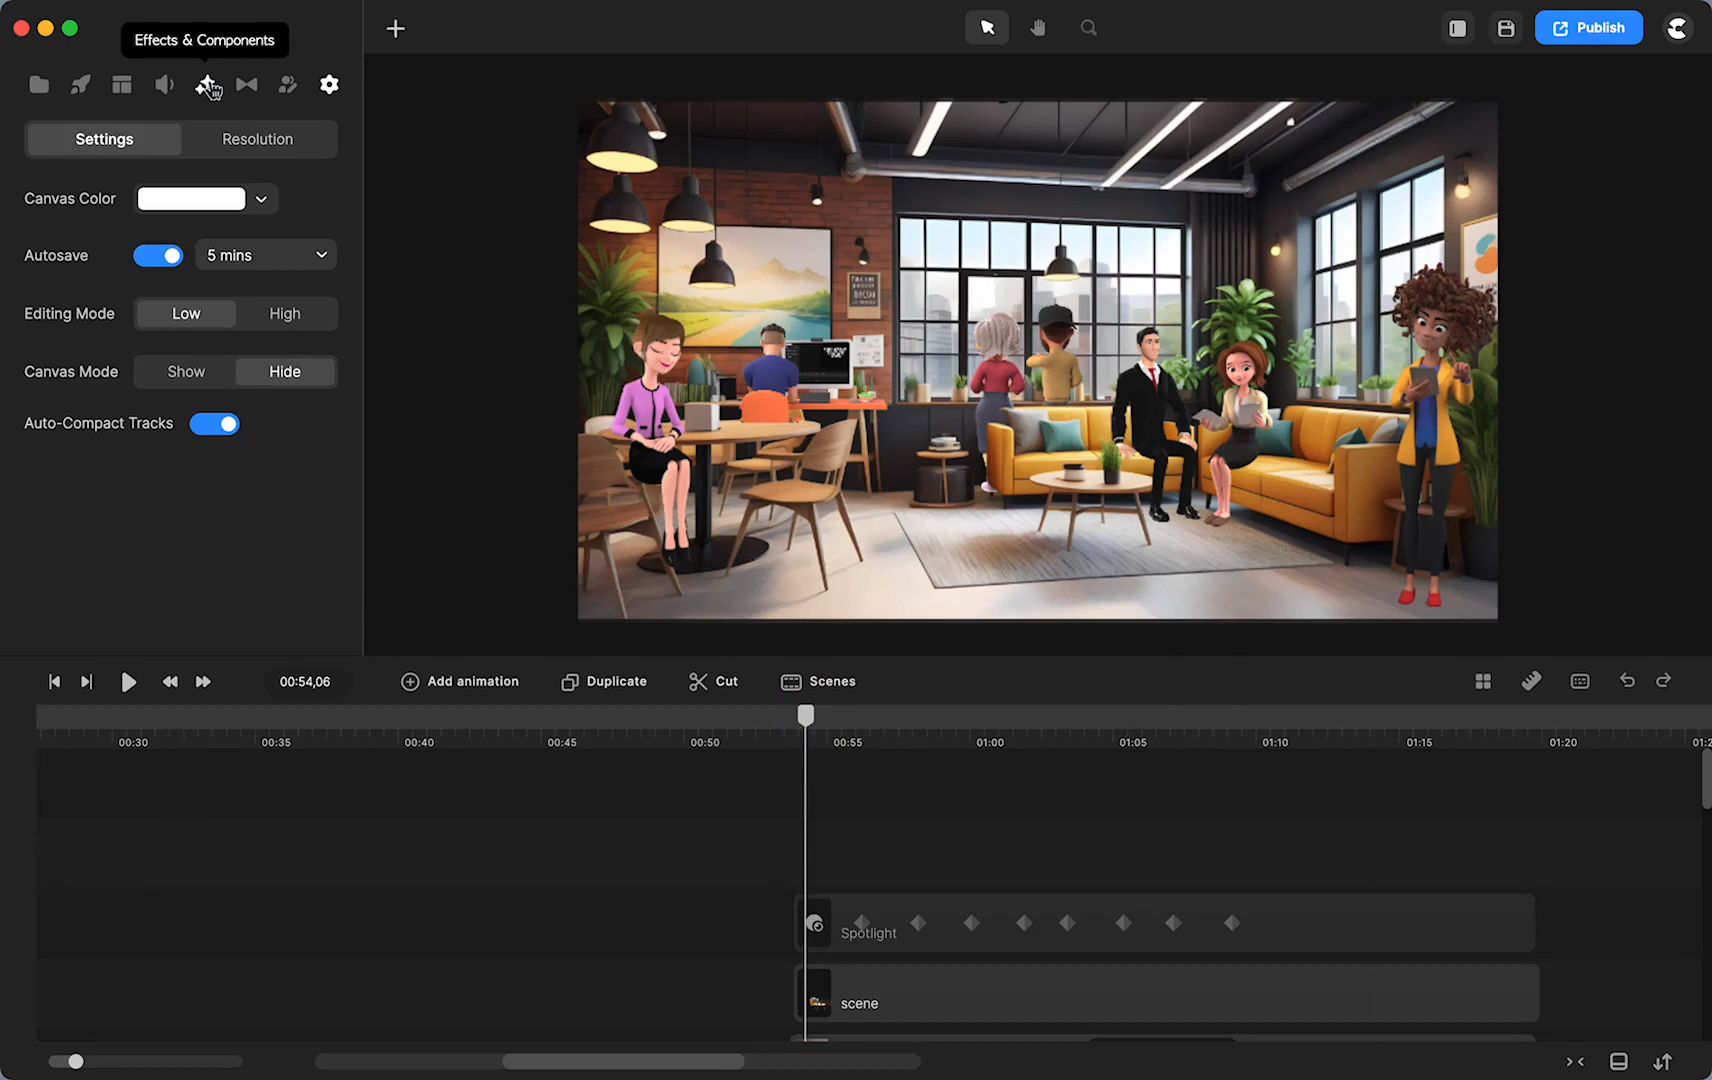 Effects & Components
Publish
Settings
Resolution
Canvas Color
Autosave
5 mins
Editing Mode
Low
High
Canvas Mode
Show
Hide
Auto-Compact Tracks
00:54,06
Add animation
Duplicate
Cut
Scenes
00:30
00:35
00:40
00:45
00:50
00:55
01:00
01:05
01:10
01:15
01:20
01:2
Spotlight
scene